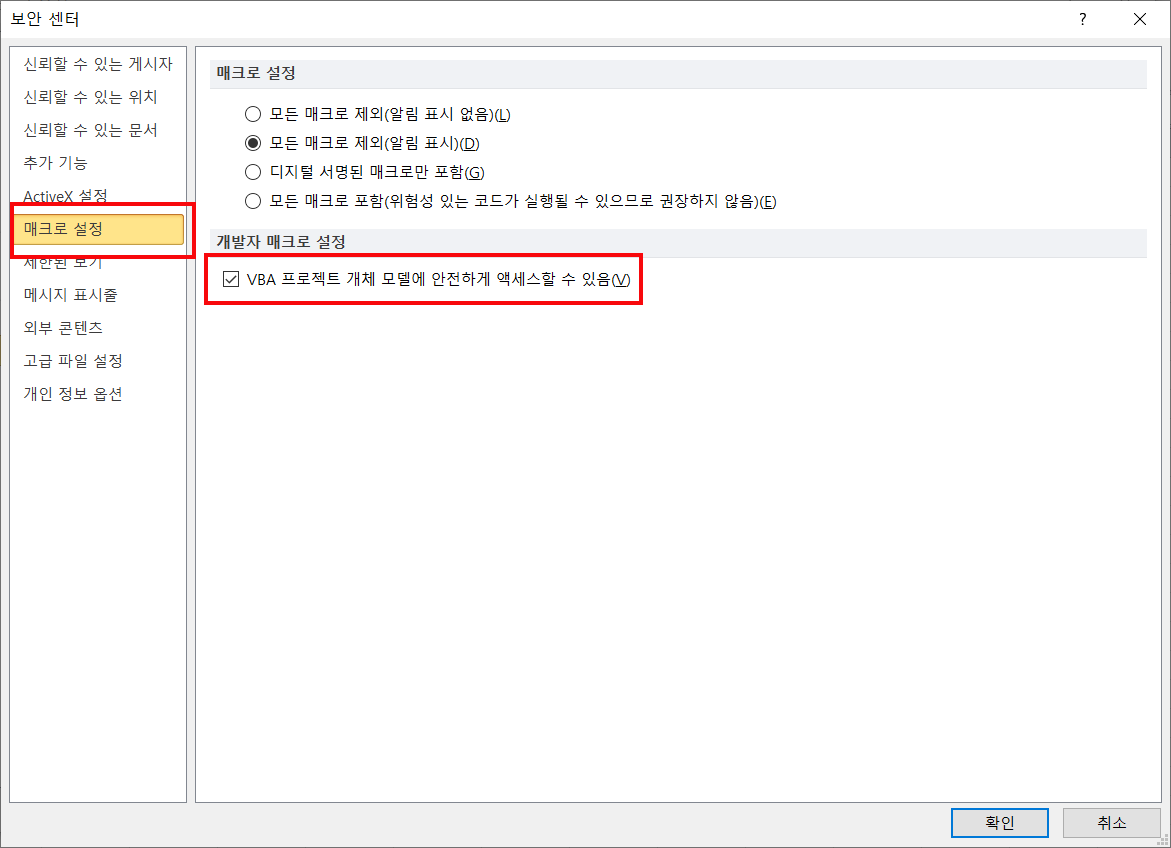 보안 센터
?
신뢰할 수 있는 게시자
신뢰할 수 있는 위치
신뢰할 수 있는 문서
추가 기능
ActiveX 설정
매크로 설정
제한된 보기
메시지 표시줄
외부 콘텐츠
고급 파일 설정
개인 정보 옵션
매크로 설정
모든 매크로 제외(알림 표시 없음)(L)
모든 매크로 제외(알림 표시)(D)
디지털 서명된 매크로만 포함(G)
모든 매크로 포함(위험성 있는 코드가 실행될 수 있으므로 권장하지 않음)(E)
개발자 매크로 설정
VBA 프로젝트 개체 모델에 안전하게 액세스할 수 있음(V)
확인
취소